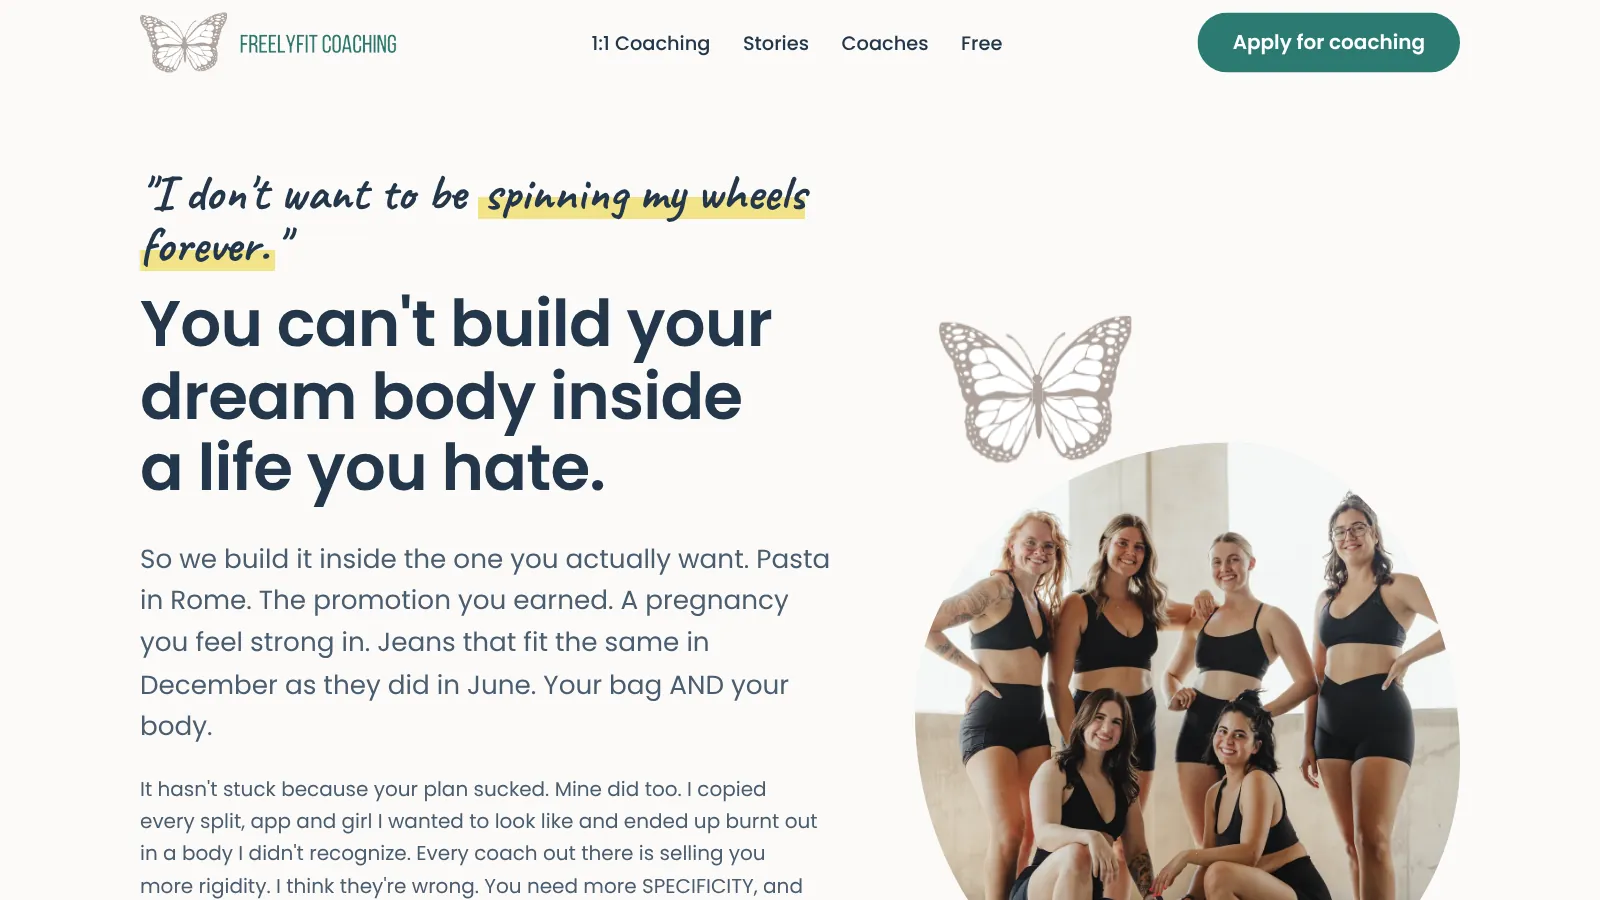 FREELYFIT COACHING
1:1 Coaching
Stories
Coaches
Free
Apply for coaching
"I don't want to be spinning my wheels
forever."
You can't build your
dream body inside
a life you hate.
So we build it inside the one you actually want. Pasta
in Rome. The promotion you earned. A pregnancy
you feel strong in. Jeans that fit the same in
December as they did in June. Your bag AND your
body.
It hasn't stuck because your plan sucked. Mine did too. I copied
every split, app and girl I wanted to look like and ended up burnt out
in a body I didn't recognize. Every coach out there is selling you
more rigidity. I think they're wrong. You need more SPECIFICITY, and